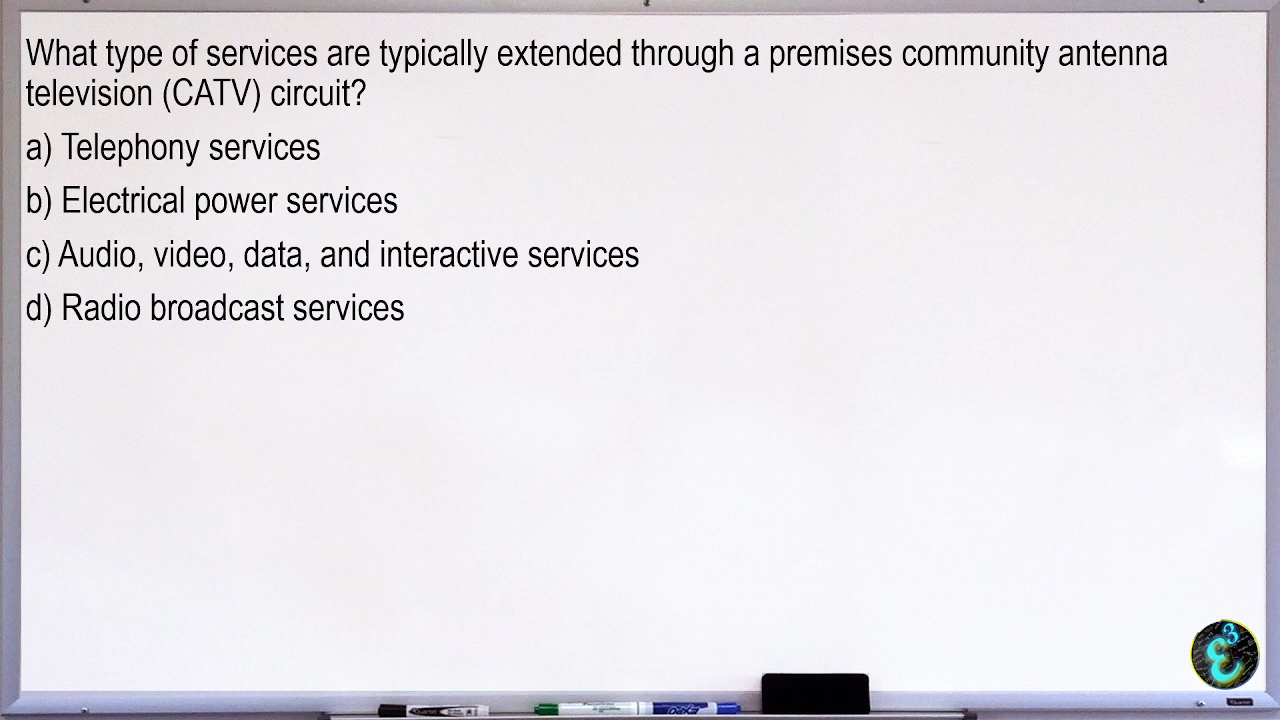 What type of services are typically extended through a premises community antenna
television (CATV) circuit?
a) Telephony services
b) Electrical power services
c) Audio, video, data, and interactive services
d) Radio broadcast services
ε3